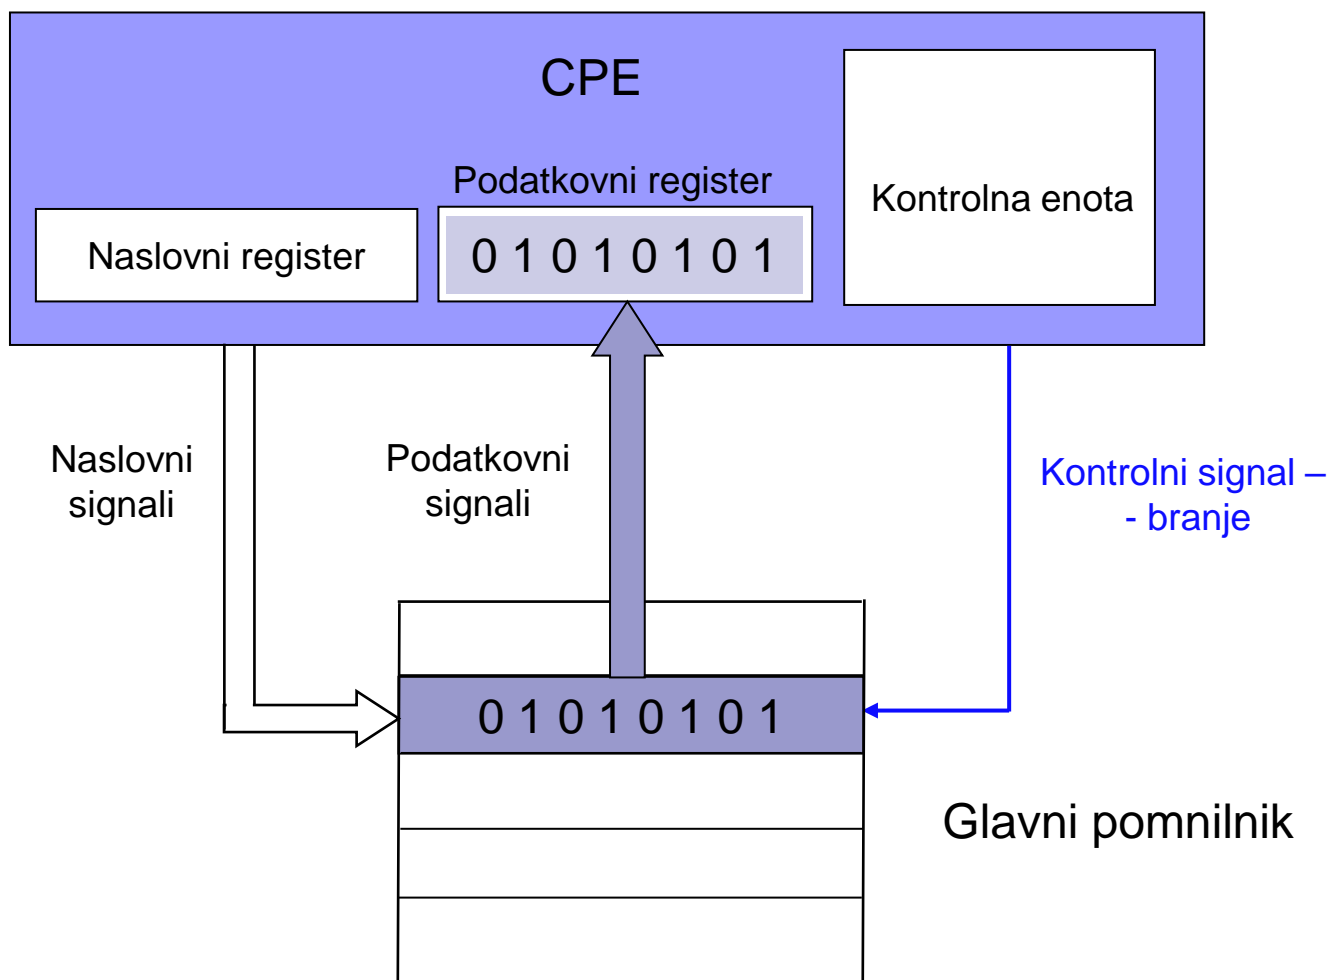 CPE
Podatkovni register
Kontrolna enota
Naslovni register
0 1 0 1 0 1 0 1
Naslovni
signali
Podatkovni
signali
Kontrolni signal –
- branje
0 1 0 1 0 1 0 1
Glavni pomnilnik